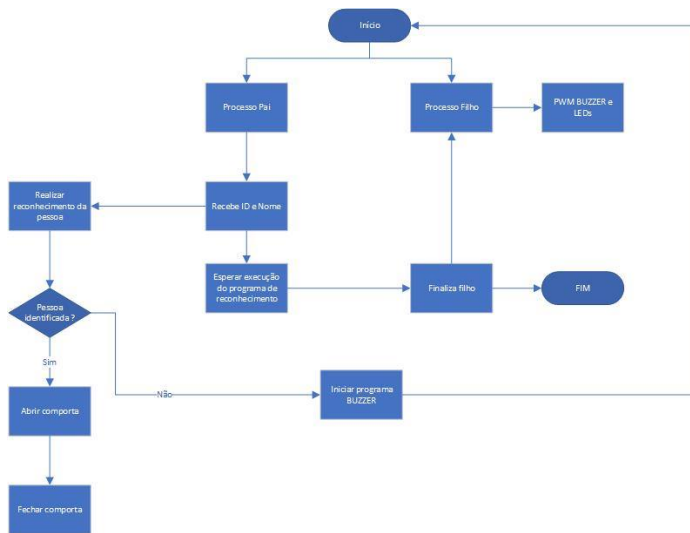 Início
Processo Pai
Processo Filho
PWM BUZZER e
LEDs
Realizar
reconhecimento da
pessoa
Recebe ID e Nome
Esperar execução
do programa de
reconhecimento
Finaliza filho
FIM
Pessoa
identificada ?
Sim
Não
Iniciar programa
BUZZER
Abrir comporta
Fechar comporta